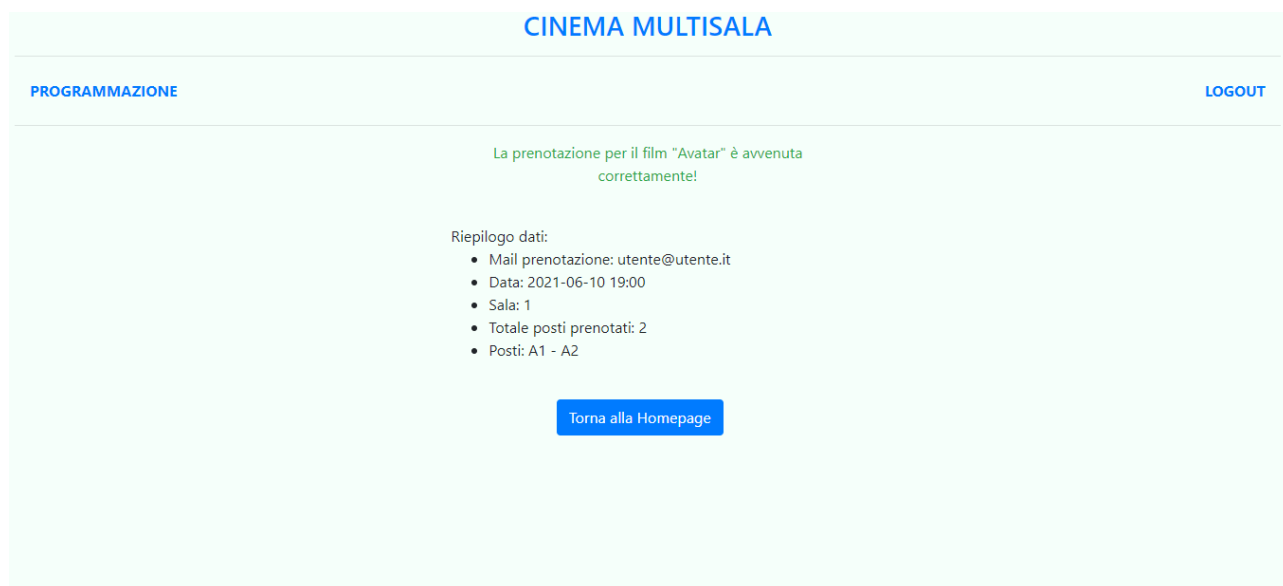 CINEMA MULTISALA
PROGRAMMAZIONE
LOGOUT
La prenotazione per il film "Avatar" è avvenuta
correttamente!
Riepilogo dati:
Mail prenotazione: utente@utente.it
Data: 2021-06-10 19:00
Sala: 1
Totale posti prenotati: 2
Posti: A1 - A2
Torna alla Homepage